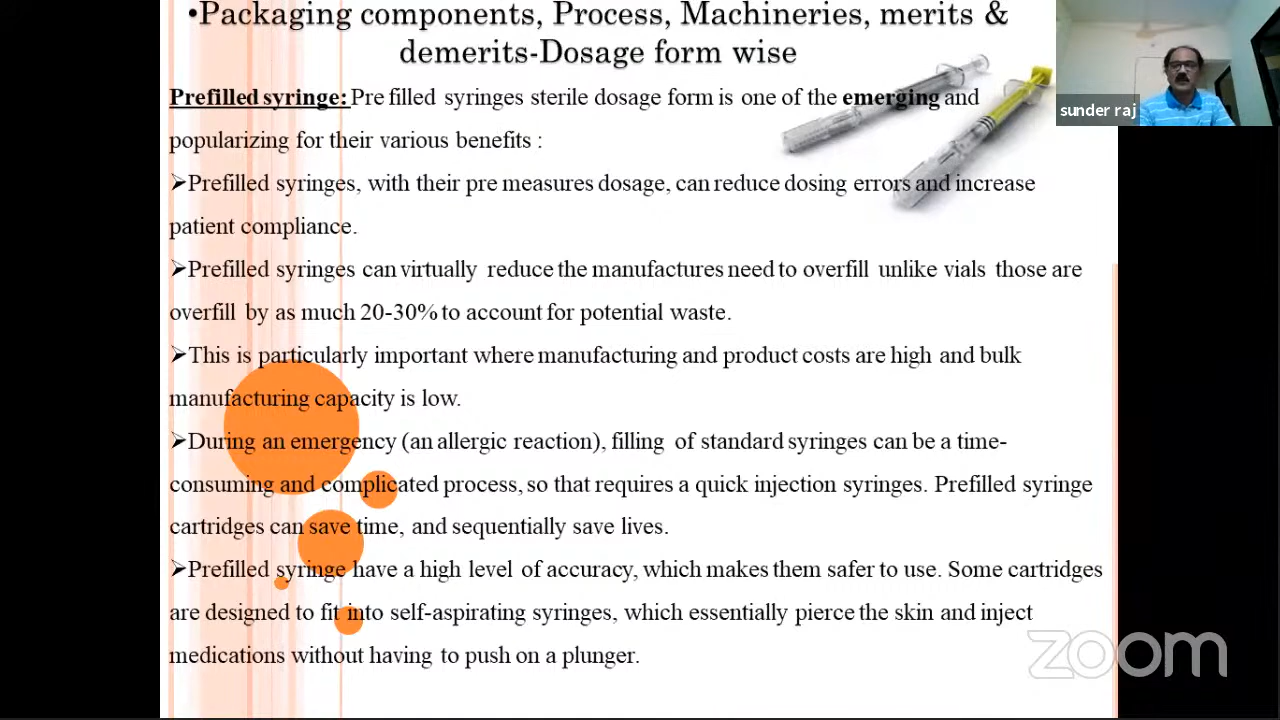 •Packaging components, Process, Machineries, merits &
demerits-Dosage form wise
Prefilled syringe: Pre filled syringes sterile dosage form is one of the emerging and
popularizing for their various benefits :
➤Prefilled syringes, with their pre measures dosage, can reduce dosing errors and increase
patient compliance.
➤Prefilled syringes can virtually reduce the manufactures need to overfill unlike vials those are
overfill by as much 20-30% to account for potential waste.
➤This is particularly important where manufacturing and product costs are high and bulk
manufacturing capacity is low.
➤During an emergency (an allergic reaction), filling of standard syringes can be a time-
consuming and complicated process, so that requires a quick injection syringes. Prefilled syringe
cartridges can save time, and sequentially save lives.
➤Prefilled syringe have a high level of accuracy, which makes them safer to use. Some cartridges
are designed to fit into self-aspirating syringes, which essentially pierce the skin and inject
medications without having to push on a plunger.
sunder raj
zoom